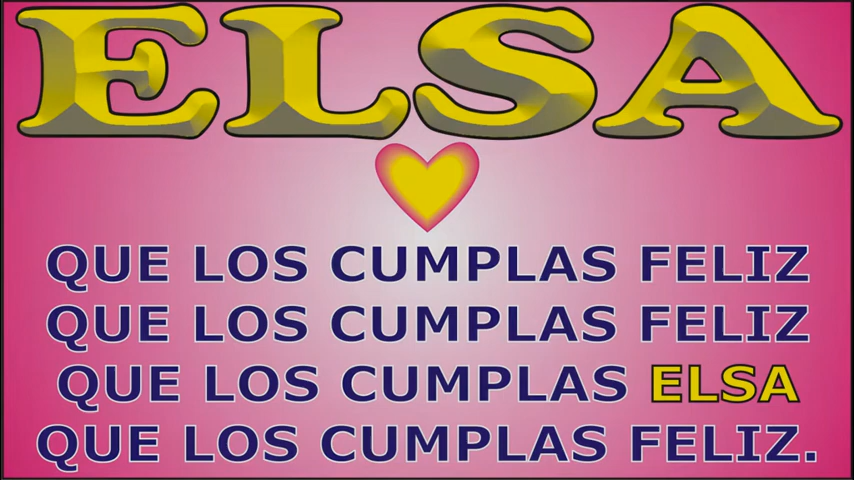 ELSA
QUE LOS CUMPLAS FELIZ
QUE LOS CUMPLAS FELIZ
QUE LOS CUMPLAS ELSA
QUE LOS CUMPLAS FELIZ.